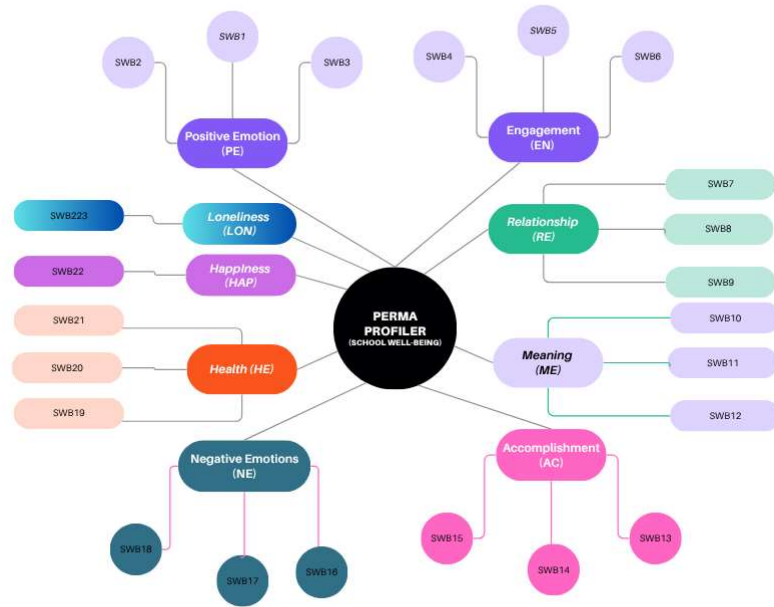 SWB1
SWB2
SWB3
SWB5
SWB4
SWB6
Positive Emotion
(PE)
Engagement
(EN)
SWB223
Loneliness
(LON)
SWB22
HappIness
(HAP)
SWB21
SWB20
SWB19
Health (HE)
PERMA
PROFILER
(SCHOOL WELL-BEING)
Relationship
(RE)
SWB7
SWB8
SWB9
Meaning
(ME)
SWB10
SWB11
SWB12
Negative Emotions
(NE)
SWB18
SWB17
SWB16
Accomplishment
(AC)
SWB15
SWB14
SWB13